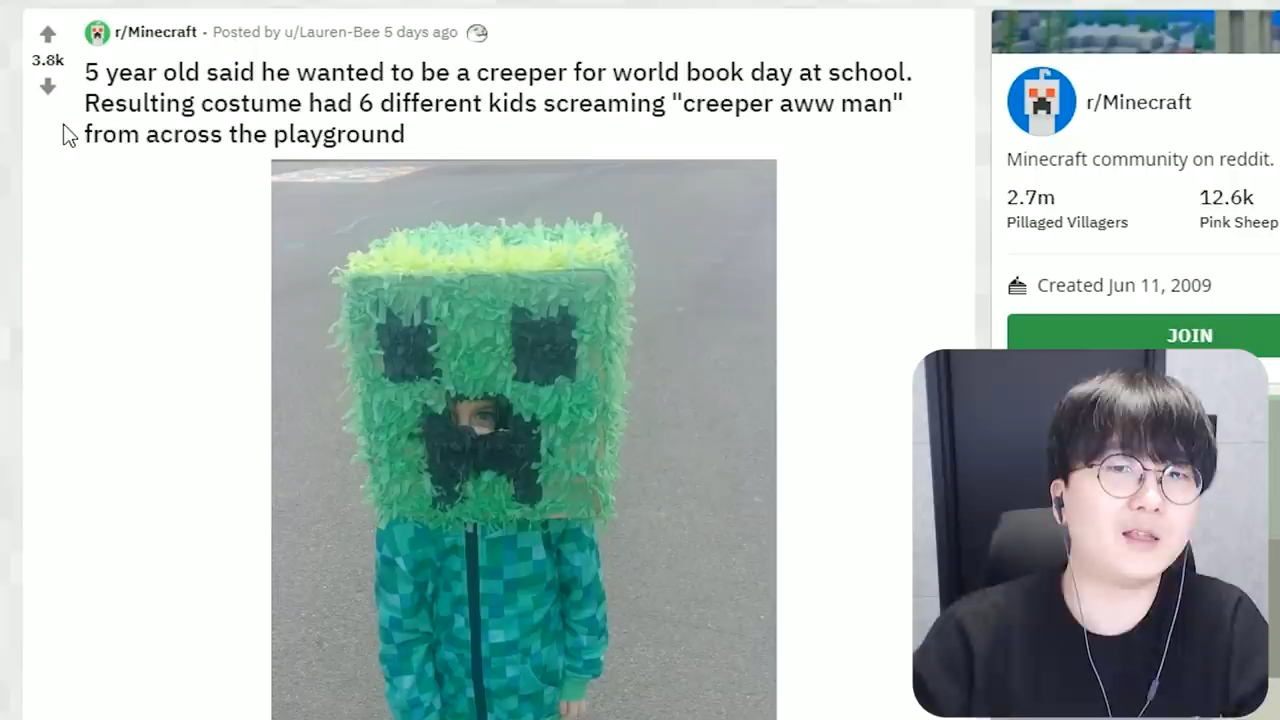 r/Minecraft · Posted by u/Lauren-Bee 5 days ago
3.8k
5 year old said he wanted to be a creeper for world book day at school.
Resulting costume had 6 different kids screaming "creeper aww man"
from across the playground
r/Minecraft
Minecraft community on reddit.
2.7m 12.6k
Pillaged Villagers Pink Sheep
Created Jun 11, 2009
JOIN